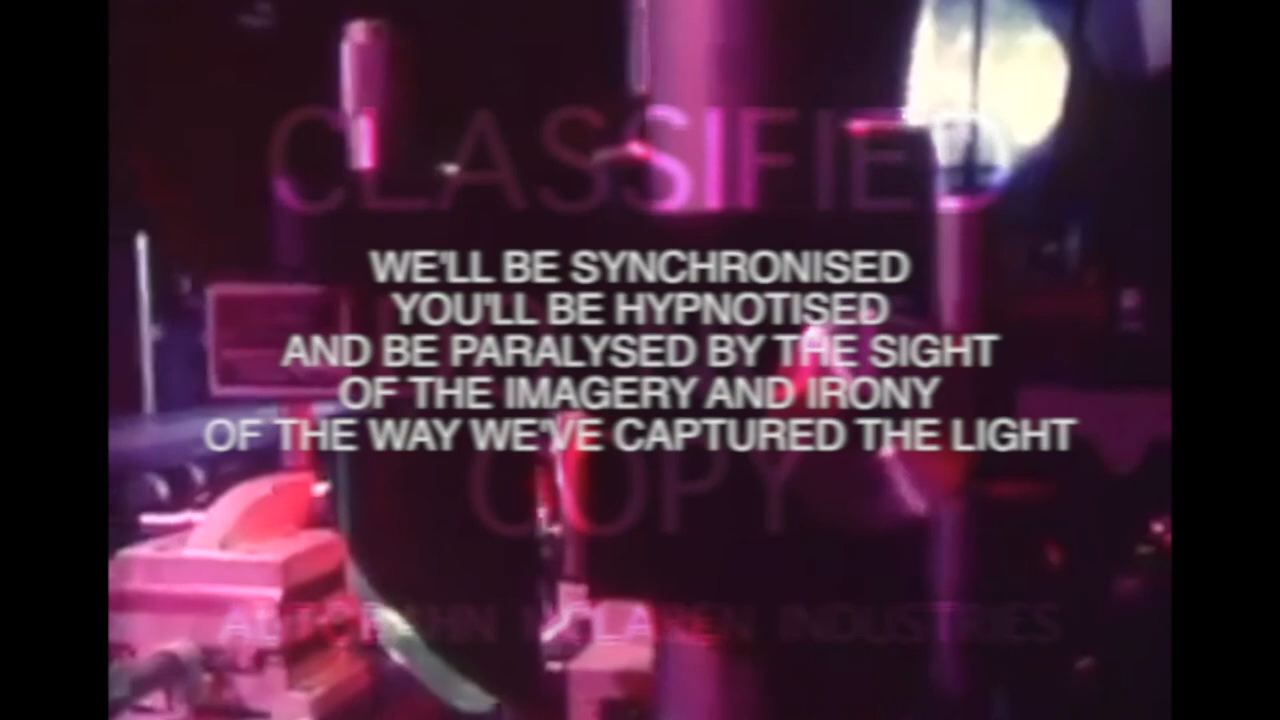 CLASSIFIED
WE'LL BE SYNCHRONISED
YOU'LL BE HYPNOTISED
AND BE PARALYSED BY THE SIGHT
OF THE IMAGERY AND IRONY
OF THE WAY WE'VE CAPTURED THE LIGHT
COPY
INDUSTRIES